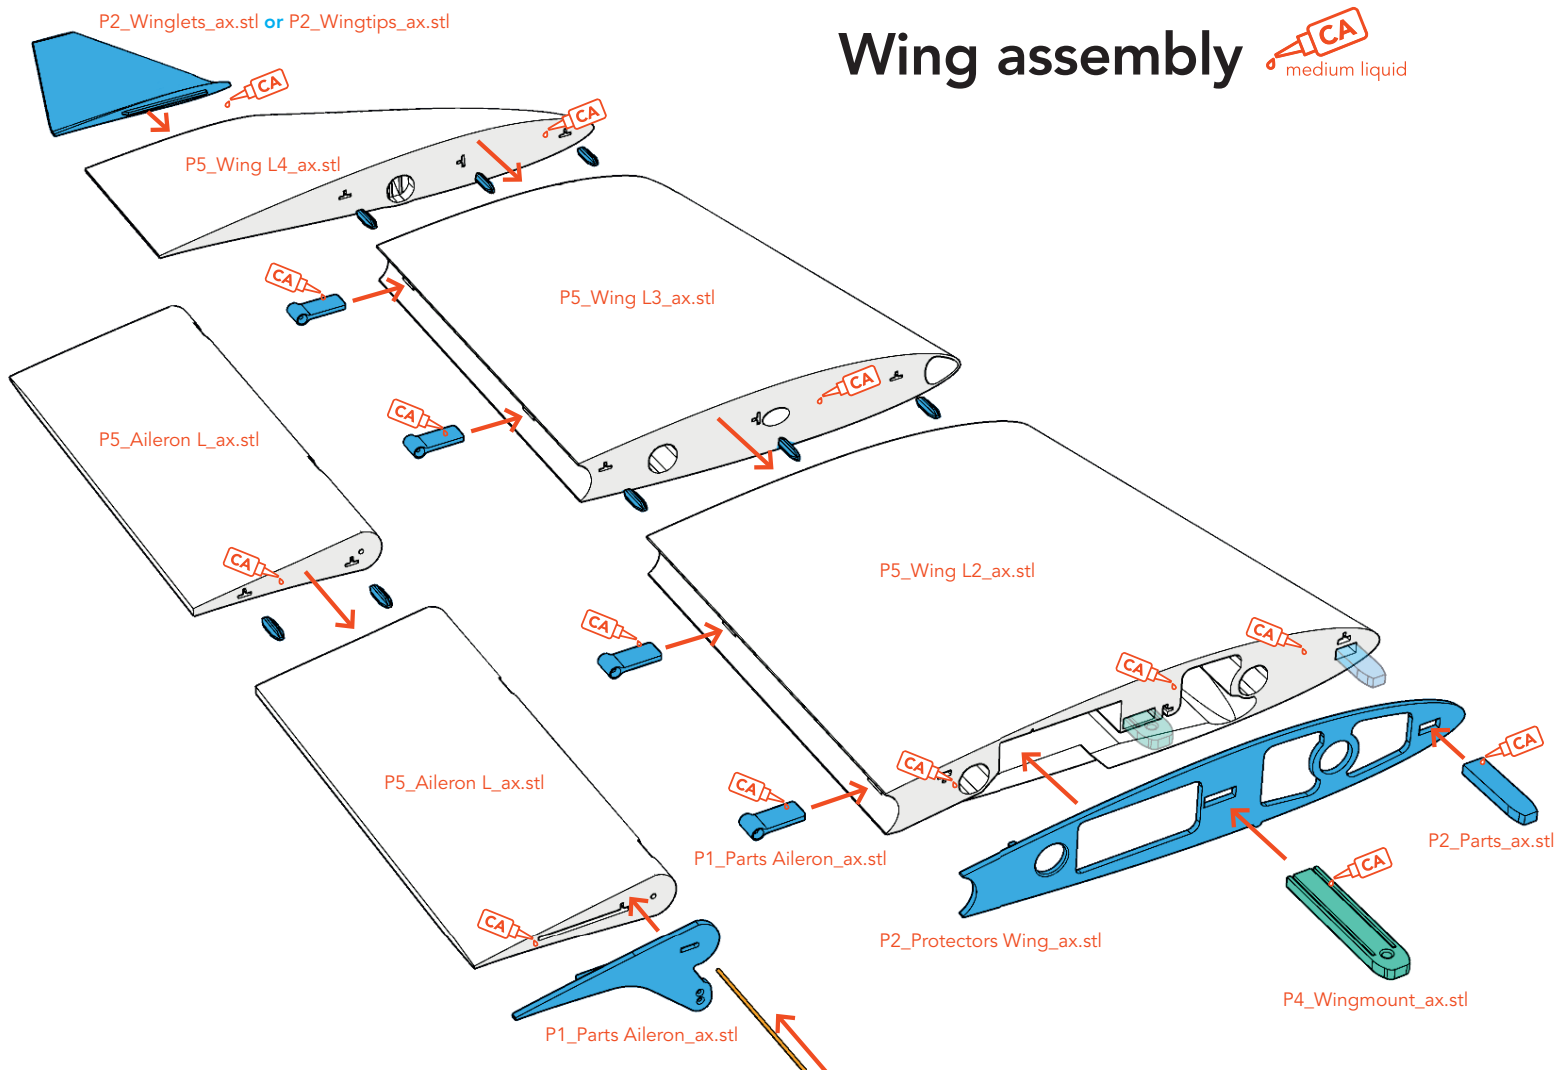 P2_Winglets_ax.stl or P2_Wingtips_ax.stl
Wing assembly
CA
medium liquid
CA
CA
P5_Wing L4_ax.stl
CA
P5_Wing L3_ax.stl
CA
CA
P5_Aileron L_ax.stl
CA
P5_Wing L2_ax.stl
CA
CA
CA
CA
CA
P5_Aileron L_ax.stl
CA
CA
P2_Parts_ax.stl
P1_Parts Aileron_ax.stl
CA
CA
P2_Protectors Wing_ax.stl
P4_Wingmount_ax.stl
P1_Parts Aileron_ax.stl